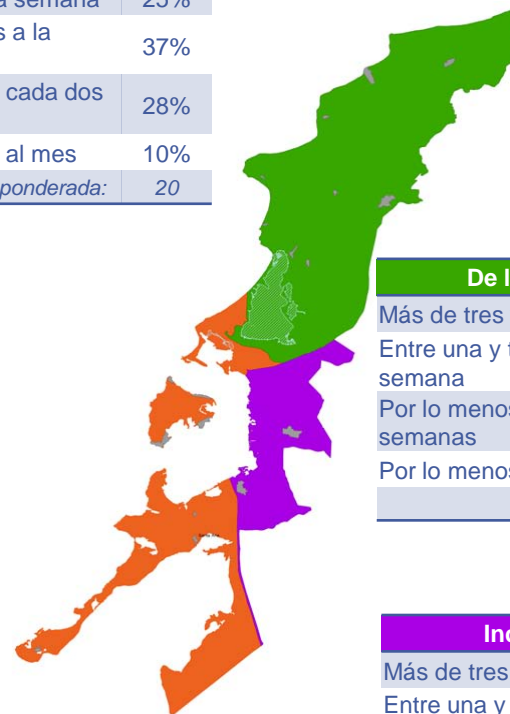 a semana 25%
s a la
37%
cada dos
28%
al mes 10%
ponderada: 20
De l
Más de tres
Entre una y t
semana
Por lo menos
semanas
Por lo menos
Inc
Más de tres
Entre una y